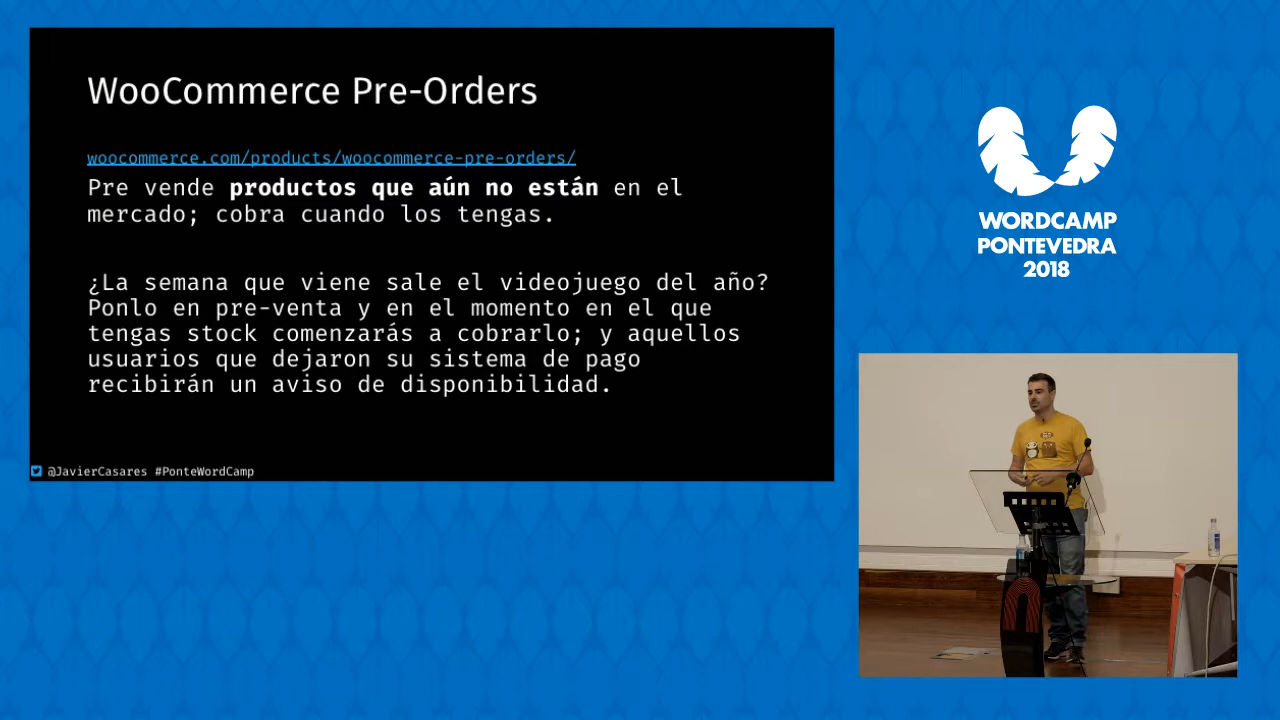 WooCommerce Pre-Orders
woocommerce.com/products/woocommerce-pre-orders/
Pre vende productos que aún no están en el
mercado; cobra cuando los tengas.
¿La semana que viene sale el videojuego del año?
Ponlo en pre-venta y en el momento en el que
tengas stock comenzarás a cobrarlo; y aquellos
usuarios que dejaron su sistema de pago
recibirán un aviso de disponibilidad.
@JavierCasares #PonteWordCamp
WORDCAMP
PONTEVEDRA
2018